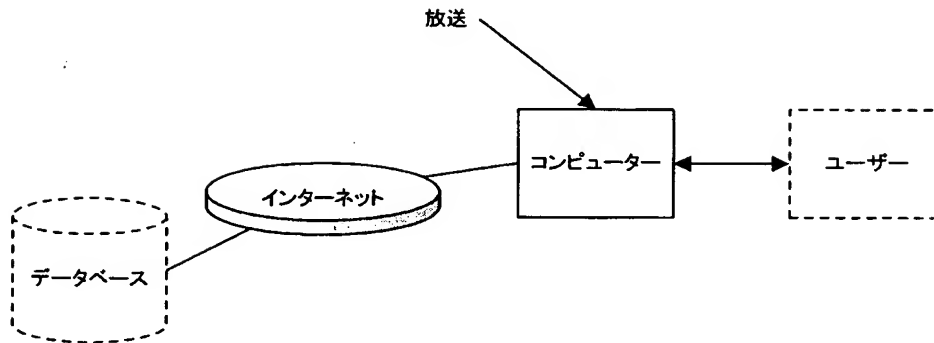 放送
コンピューター
ユーザー
インターネット
データベース